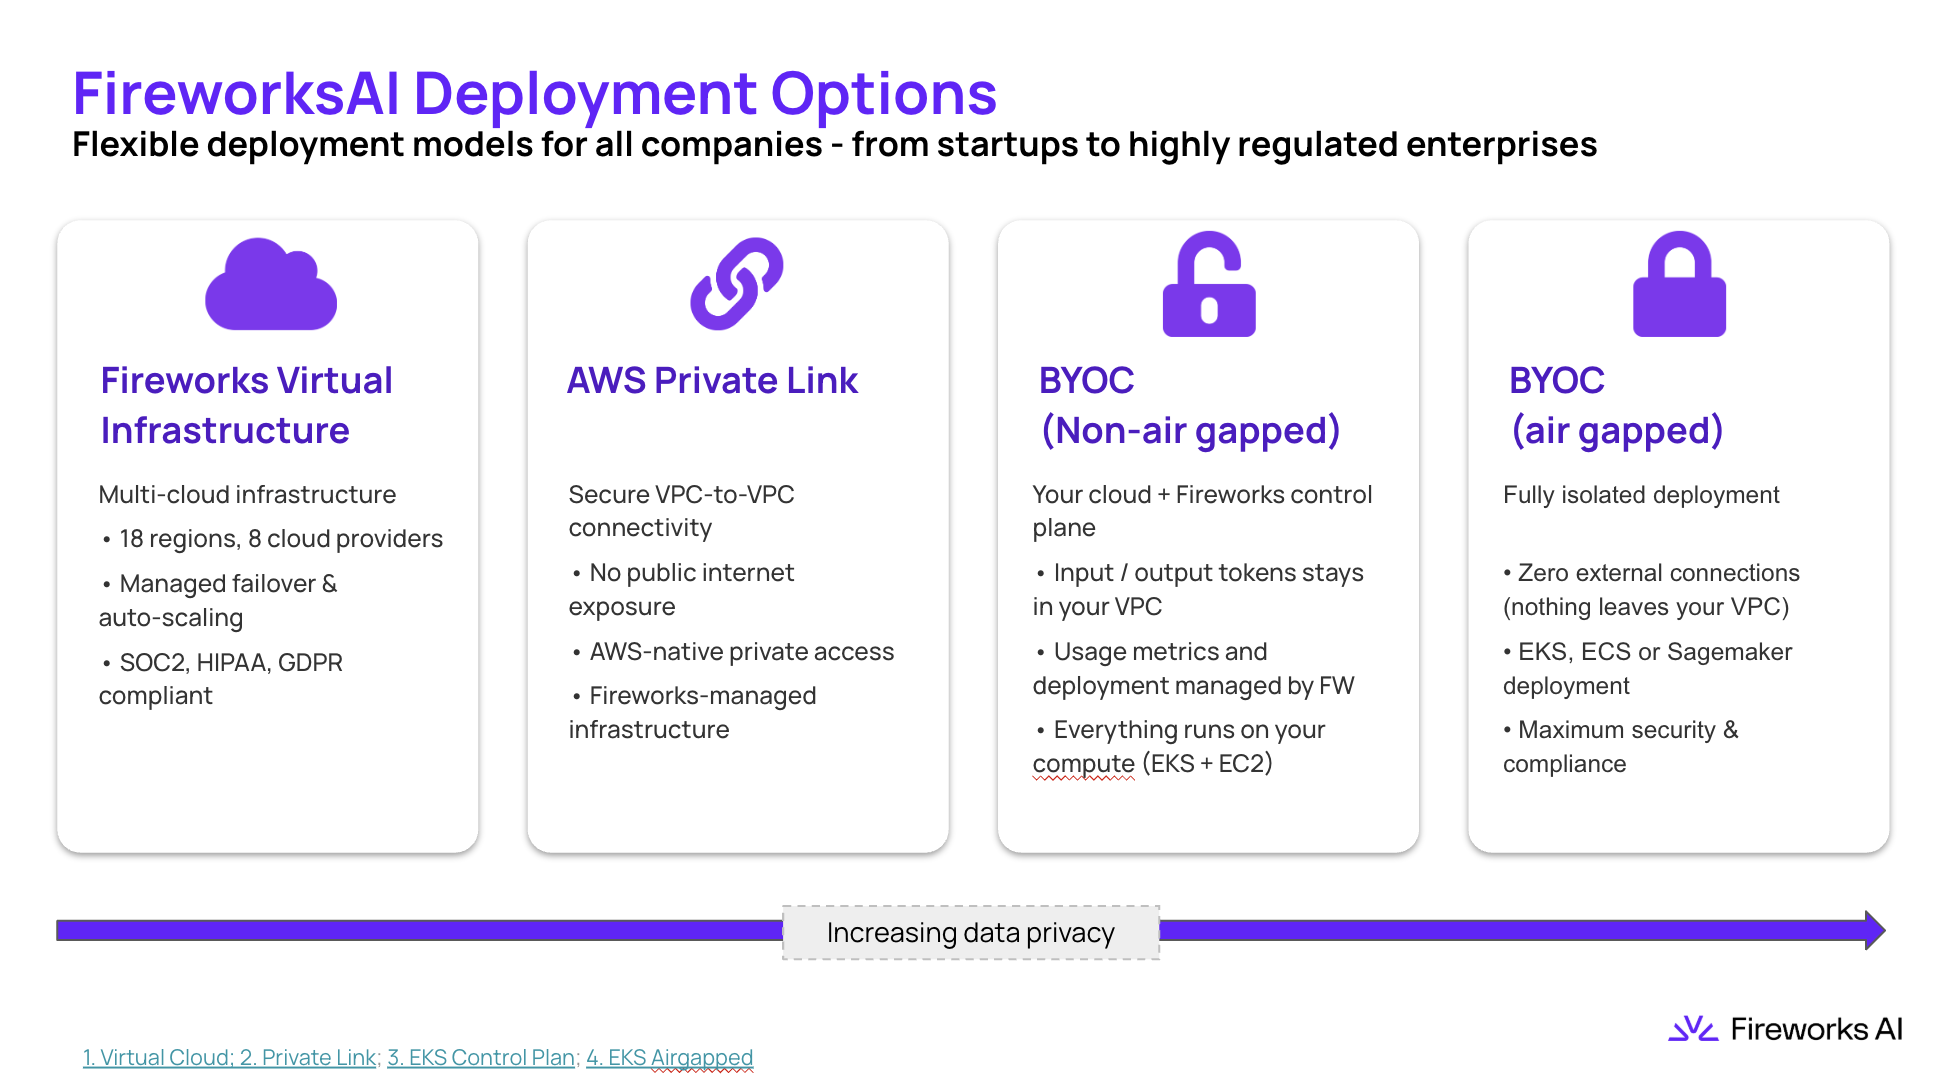 FireworksAI Deployment Options
Flexible deployment models for all companies - from startups to highly regulated enterprises
Fireworks Virtual
Infrastructure
Multi-cloud infrastructure
• 18 regions, 8 cloud providers
• Managed failover &
auto-scaling
• SOC2, HIPAA, GDPR
compliant
AWS Private Link
Secure VPC-to-VPC
connectivity
• No public internet
exposure
• AWS-native private access
• Fireworks-managed
infrastructure
BYOC
(Non-air gapped)
Your cloud + Fireworks control
plane
• Input / output tokens stays
in your VPC
• Usage metrics and
deployment managed by FW
• Everything runs on your
compute (EKS + EC2)
BYOC
(air gapped)
Fully isolated deployment
• Zero external connections
(nothing leaves your VPC)
• EKS, ECS or Sagemaker
deployment
• Maximum security &
compliance
Increasing data privacy
1. Virtual Cloud; 2. Private Link; 3. EKS Control Plan; 4. EKS Airgapped
Fireworks AI